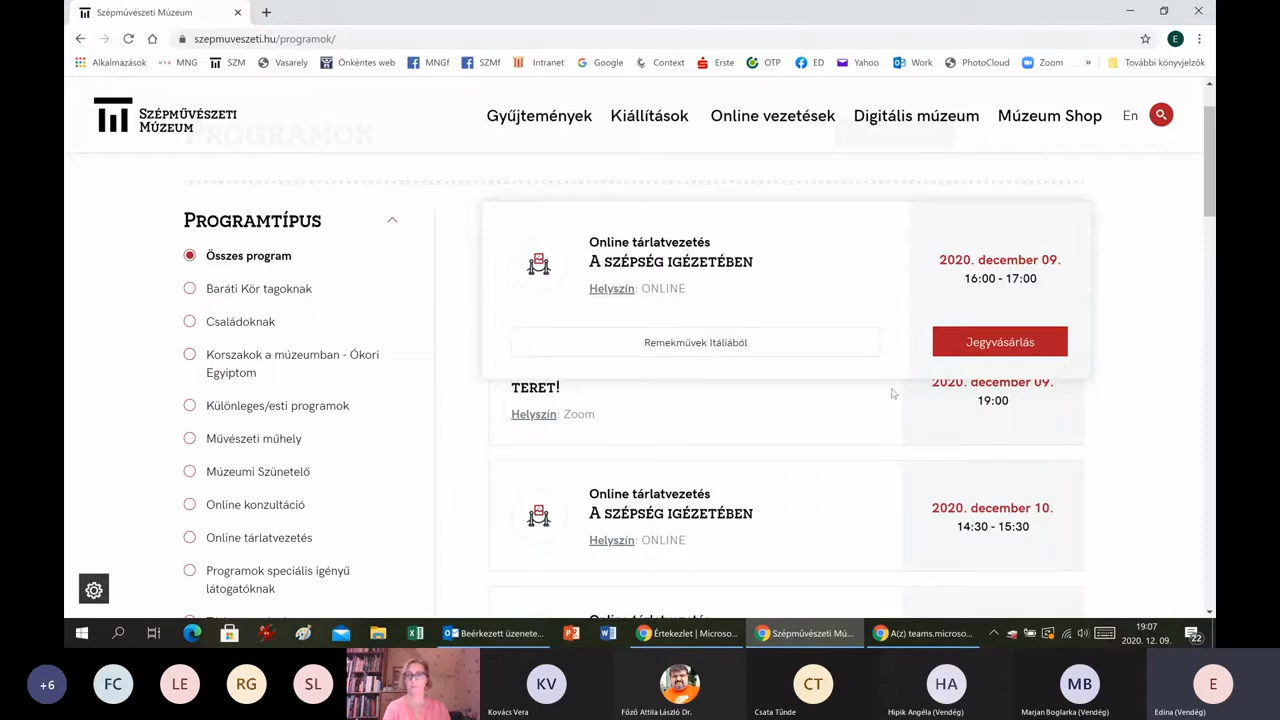 Szépművészeti Múzeum
szepmuveszeti.hu/programok/
E
Alkalmazások
MNG
SZM
Vasarely
Önkéntes web
MNGf
SZMf
Intranet
Google
Context
Erste
OTP
ED
Yahoo
Work
PhotoCloud
Zoom
»
További könyvjelzők
SZÉPMŰVÉSZETI
MÚZEUM
Gyűjtemények
Kiállítások
Online vezetések
Digitális múzeum
Múzeum Shop
En
PROGRAMOK
PROGRAMTÍPUS
Összes program
Baráti Kör tagoknak
Családoknak
Korszakok a múzeumban - Ókori
Egyiptom
Különleges/esti programok
Művészeti műhely
Múzeumi Szünetelő
Online konzultáció
Online tárlatvezetés
Programok speciális igényű
látogatóknak
Online tárlatvezetés
A SZÉPSÉG IGÉZETÉBEN
Helyszín: ONLINE
2020. december 09.
16:00 - 17:00
Remekművek Itáliából
Jegyvásárlás
TERET!
Helyszín: Zoom
2020. december 09.
19:00
Online tárlatvezetés
A SZÉPSÉG IGÉZETÉBEN
Helyszín: ONLINE
2020. december 10.
14:30 - 15:30
Online tárlatvezetés
Beérkezett üzenete...
Értekezlet | Microso...
Szépművészeti Mú...
A(z) teams.microso...
19:07
2020. 12. 09.
22
+6
FC
LE
RG
SL
KV
Kovács Vera
Főző Attila László Dr.
CT
Csata Tünde
HA
Hipik Angéla (Vendég)
MB
Marjan Boglarka (Vendég)
E
Edina (Vendég)